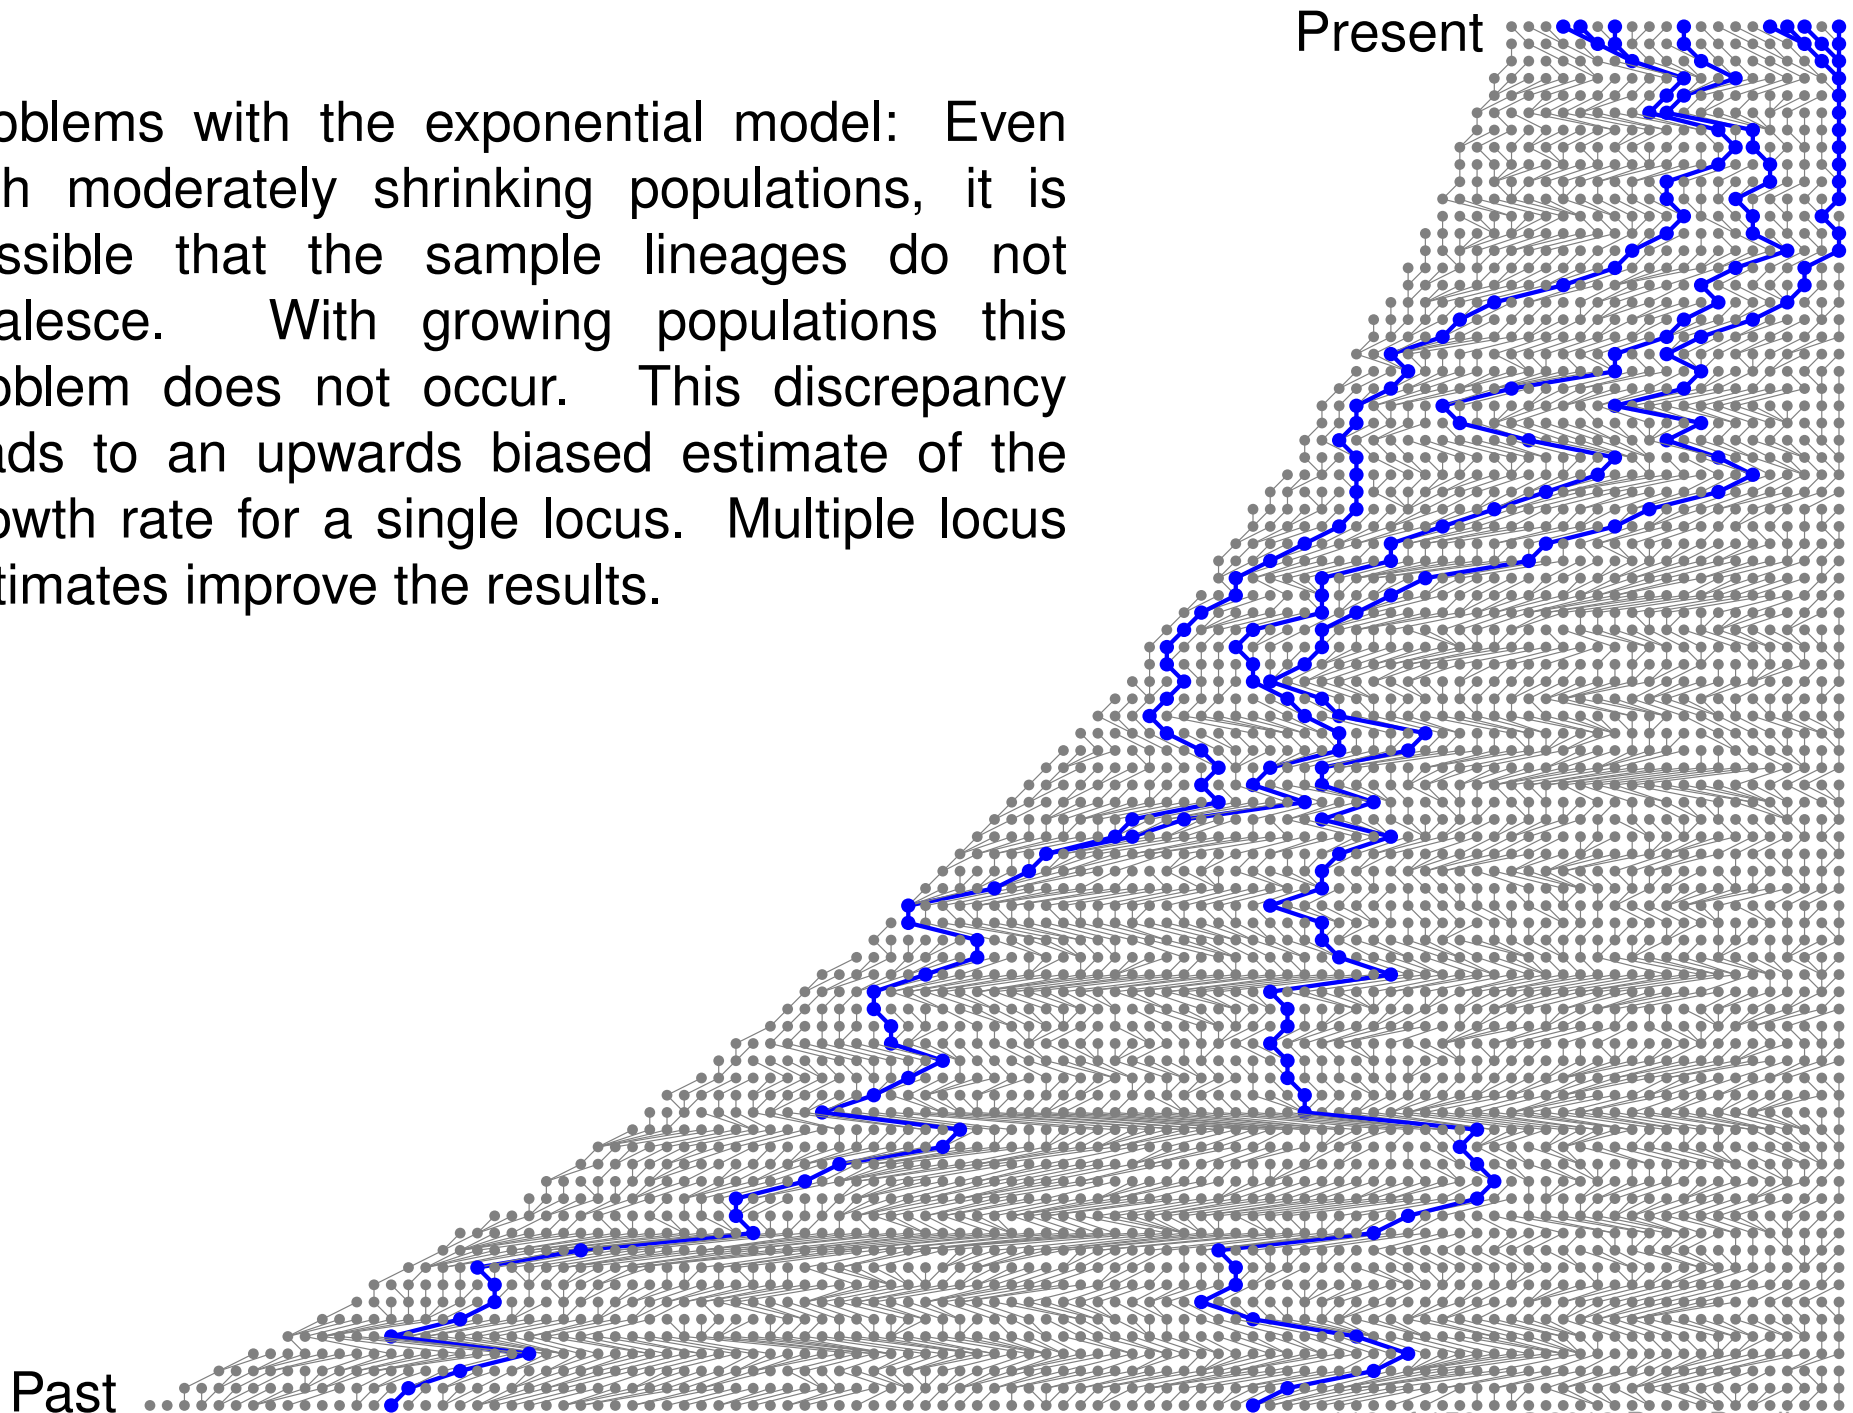 Present
oblems with the exponential model: Even
h moderately shrinking populations, it is
ssible that the sample lineages do not
alesce. With growing populations this
oblem does not occur. This discrepancy
ads to an upwards biased estimate of the
owth rate for a single locus. Multiple locus
timates improve the results.
Past